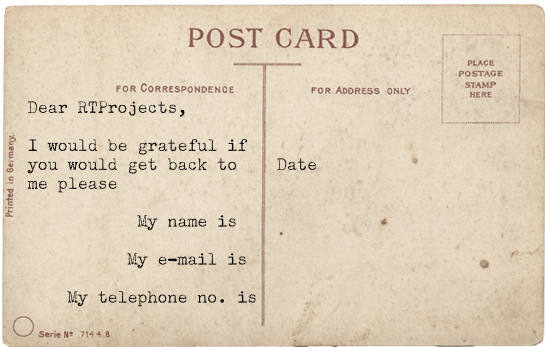 POST CARD
FOR CORRESPONDENCE
FOR ADDRESS ONLY
PLACE
POSTAGE
STAMP
HERE
Dear RTProjects,
I would be grateful if
you would get back to
me please
Date
My name is
My e-mail is
My telephone no. is
Printed in Germany.
Serie No 7144.B